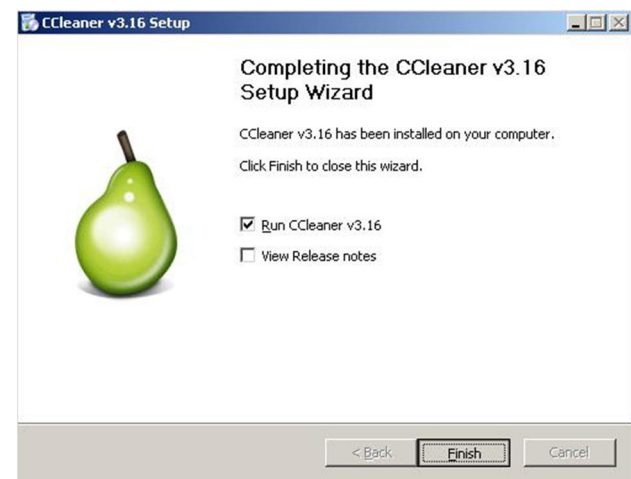 CCleaner v3.16 Setup
Completing the CCleaner v3.16
Setup Wizard
CCleaner v3.16 has been installed on your computer.
Click Finish to close this wizard.
Run CCleaner v3.16
View Release notes
< Back
Finish
Cancel